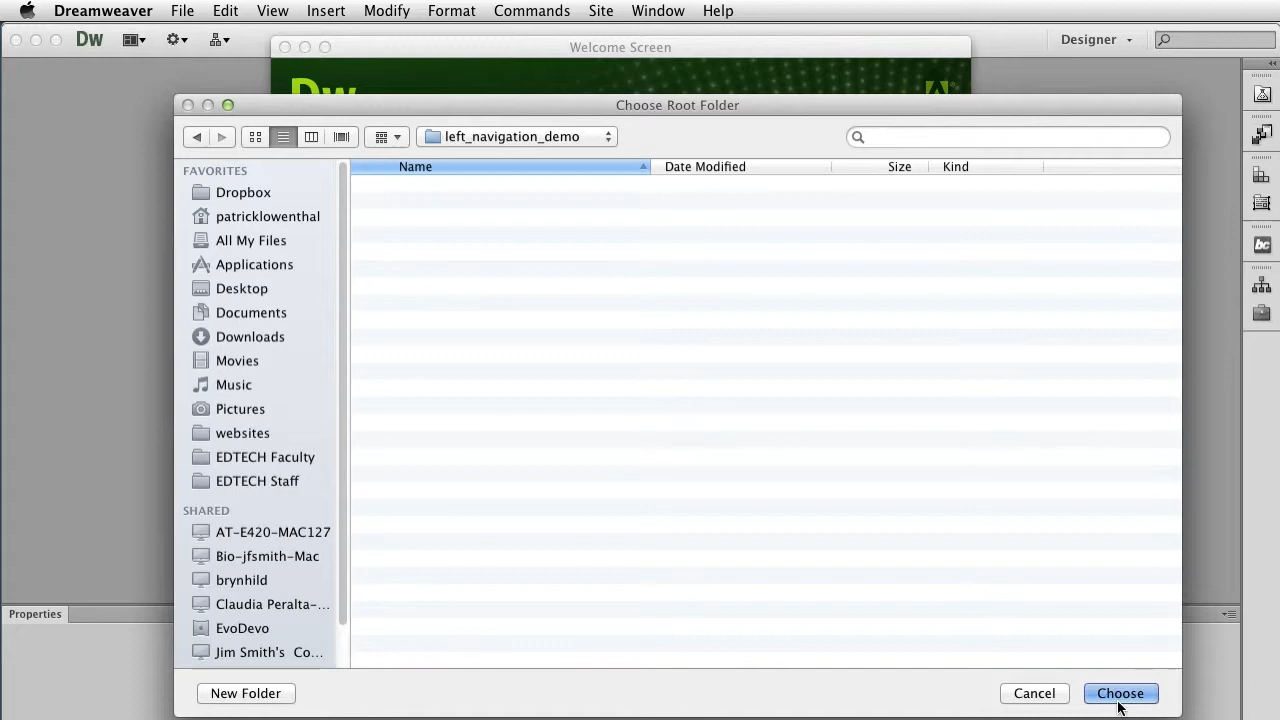 Dreamweaver File Edit View Insert Modify Format Commands Site Window Help
Dw Designer
Welcome Screen
Dw
Choose Root Folder
left_navigation_demo
FAVORITES Name Date Modified Size Kind
Dropbox
patricklowenthal
All My Files
Applications
Desktop
Documents
Downloads
Movies
Music
Pictures
websites
EDTECH Faculty
EDTECH Staff
SHARED
AT-E420-MAC127
Bio-jfsmith-Mac
brynhild
Claudia Peralta-...
EvoDevo
Jim Smith's Co...
Properties
New Folder Cancel Choose
bc